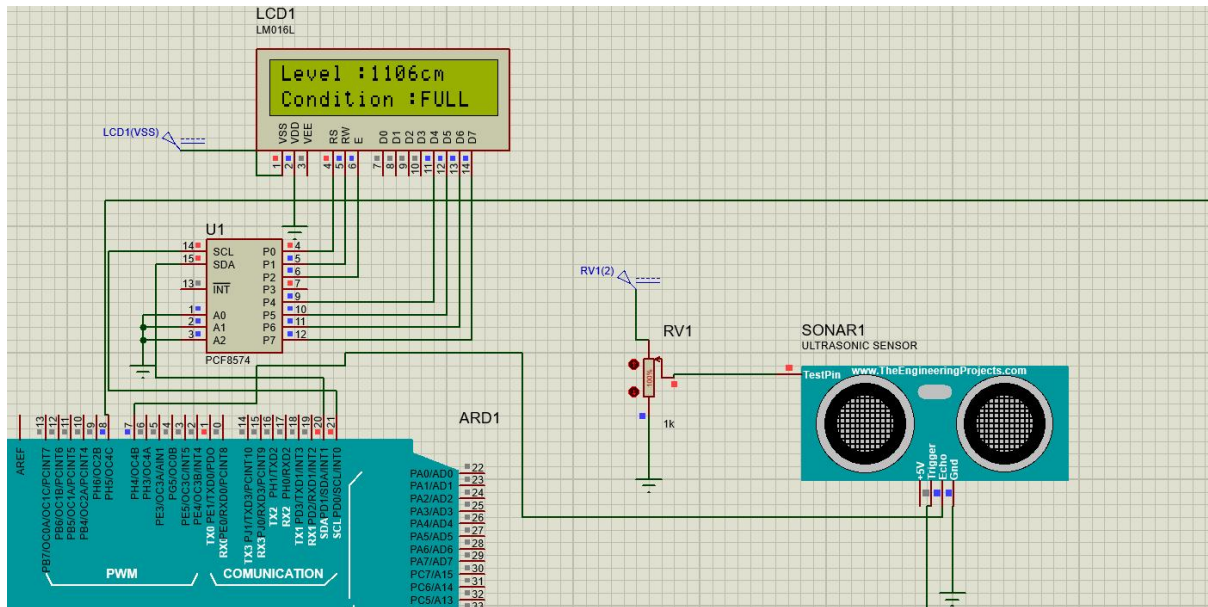 LCD1
LM016L
Level :1106cm
Condition :FULL
LCD1(VSS)
VSS
VDD
VEE
RS
RW
E
D0
D1
D2
D3
D4
D5
D6
D7
1
2
3
4
5
6
7
8
9
10
11
12
13
14
U1
14
15
13
1
2
3
SCL
SDA
INT
A0
A1
A2
P0
P1
P2
P3
P4
P5
P6
P7
4
5
6
7
9
10
11
12
PCF8574
RV1(2)
RV1
100%
1k
SONAR1
ULTRASONIC SENSOR
TestPin
www.TheEngineeringProjects.com
+5V
Trigger
Echo
Gnd
ARD1
13
12
11
10
9
8
7
6
5
4
3
2
1
0
14
15
16
17
18
19
20
21
AREF
PB7/OC0A/OC1C/PCINT7
PB6/OC1B/PCINT6
PB5/OC1A/PCINT5
PB4/OC2A/PCINT4
PH6/OC2B
PH5/OC4C
PH4/OC4B
PH3/OC4A
PE3/OC3A/AIN1
PG5/OC0B
PE5/OC3C/INT5
PE4/OC3B/INT4
TX0 PE1/TXD0/PDO
RX0 PE0/RXD0/PCINT8
TX3 PJ1/TXD3/PCINT10
RX3 PJ0/RXD3/PCINT9
TX2 PH1/TXD2
RX2 PH0/RXD2
TX1 PD3/TXD1/INT3
RX1 PD2/RXD1/INT2
SDA PD1/SDA/INT1
SCL PD0/SCL/INT0
PWM
COMUNICATION
PA0/AD0 22
PA1/AD1 23
PA2/AD2 24
PA3/AD3 25
PA4/AD4 26
PA5/AD5 27
PA6/AD6 28
PA7/AD7 29
PC7/A15 30
PC6/A14 31
PC5/A13 32
33